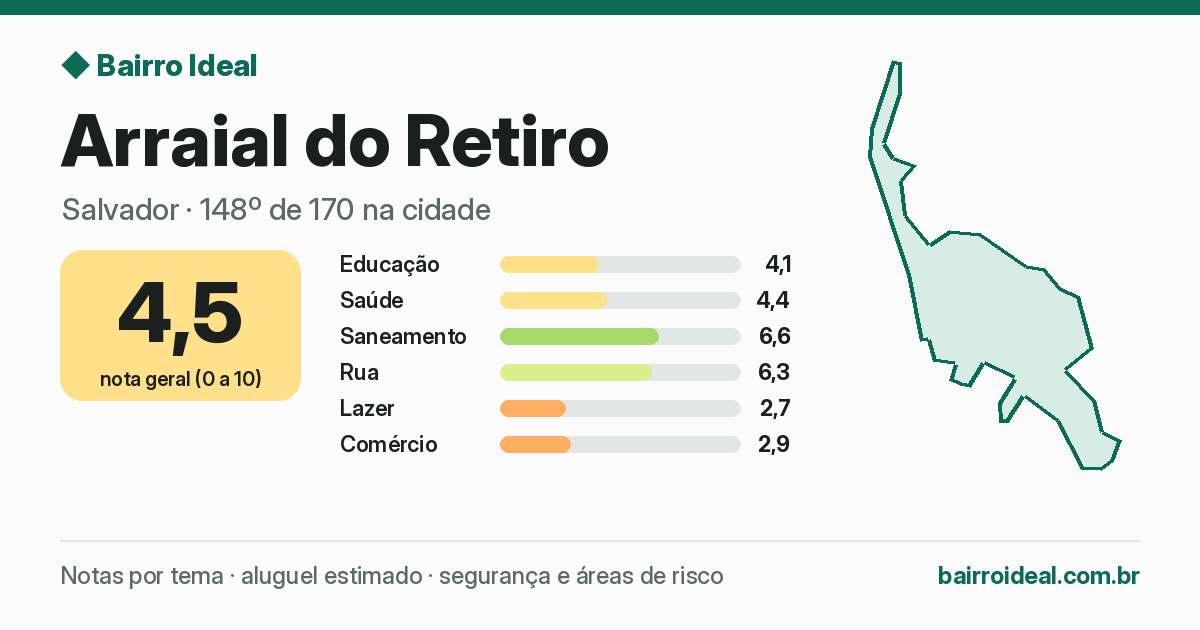 Bairro Ideal
Arraial do Retiro
Salvador · 148º de 170 na cidade
4,5
nota geral (0 a 10)
Educação 4,1
Saúde 4,4
Saneamento 6,6
Rua 6,3
Lazer 2,7
Comércio 2,9
Notas por tema · aluguel estimado · segurança e áreas de risco
bairroideal.com.br